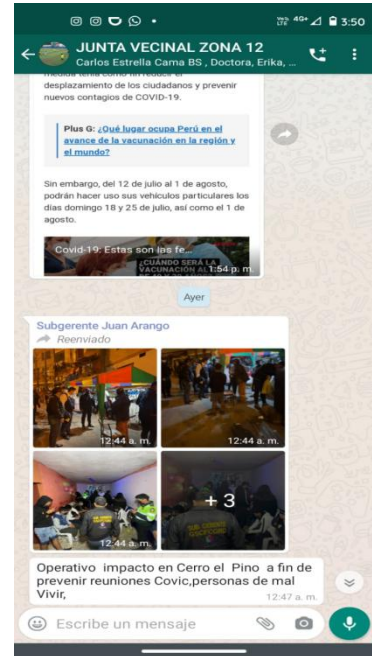 4G+ 3:50
JUNTA VECINAL ZONA 12
Carlos Estrella Cama BS , Doctora, Erika, ...
medida tenía como fin reducir el
desplazamiento de los ciudadanos y prevenir
nuevos contagios de COVID-19.
Plus G: ¿Qué lugar ocupa Perú en el
avance de la vacunación en la región y
el mundo?
Sin embargo, del 12 de julio al 1 de agosto,
podrán hacer uso sus vehículos particulares los
días domingo 18 y 25 de julio, así como el 1 de
agosto.
Covid-19: Estas son las fe...
¿CUÁNDO SERÁ LA
VACUNACIÓN
1:54 p. m.
Ayer
Subgerente Juan Arango
Reenviado
12:44 a. m.
12:44 a. m.
12:44 a. m.
+ 3
Operativo impacto en Cerro el Pino a fin de
prevenir reuniones Covic,personas de mal
Vivir,
12:47 a. m.
Escribe un mensaje